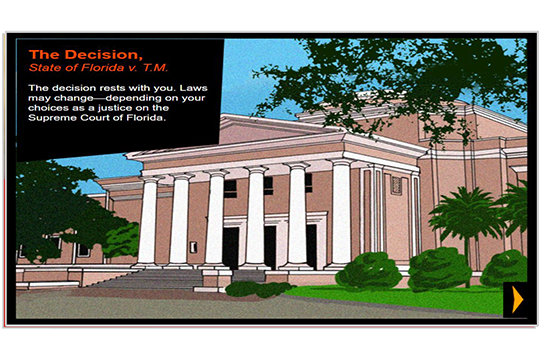 The Decision,
State of Florida v. T.M.
The decision rests with you. Laws
may change—depending on your
choices as a justice on the
Supreme Court of Florida.